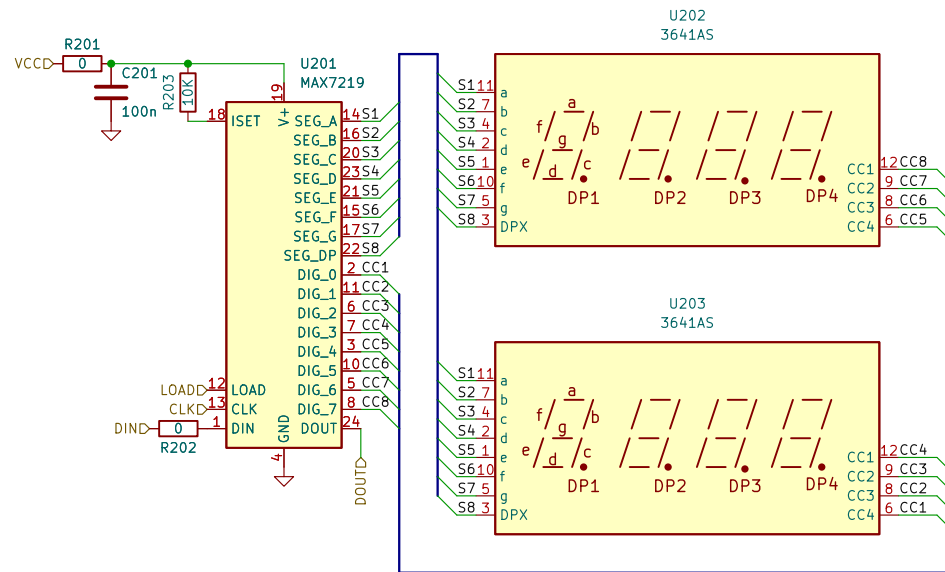 U202
3641AS
R201
VCC
0
C201
100n
R203
10K
U201
MAX7219
19
V+
18 ISET
SEG_A 14 S1
SEG_B 16 S2
SEG_C 20 S3
SEG_D 23 S4
SEG_E 21 S5
SEG_F 15 S6
SEG_G 17 S7
SEG_DP 22 S8
DIG_0 2 CC1
DIG_1 11 CC2
DIG_2 6 CC3
DIG_3 7 CC4
DIG_4 3 CC5
DIG_5 10 CC6
DIG_6 5 CC7
DIG_7 8 CC8
LOAD 12 LOAD
CLK 13 CLK
DIN 0 1 DIN
R202
GND
4
DOUT 24
DOUT
S1 11 a
S2 7 b
S3 4 c
S4 2 d
S5 1 e
S6 10 f
S7 5 g
S8 3 DPX
a
f b
g
e d c
DP1 DP2 DP3 DP4
CC1 12 CC8
CC2 9 CC7
CC3 8 CC6
CC4 6 CC5
U203
3641AS
S1 11 a
S2 7 b
S3 4 c
S4 2 d
S5 1 e
S6 10 f
S7 5 g
S8 3 DPX
a
f b
g
e d c
DP1 DP2 DP3 DP4
CC1 12 CC4
CC2 9 CC3
CC3 8 CC2
CC4 6 CC1